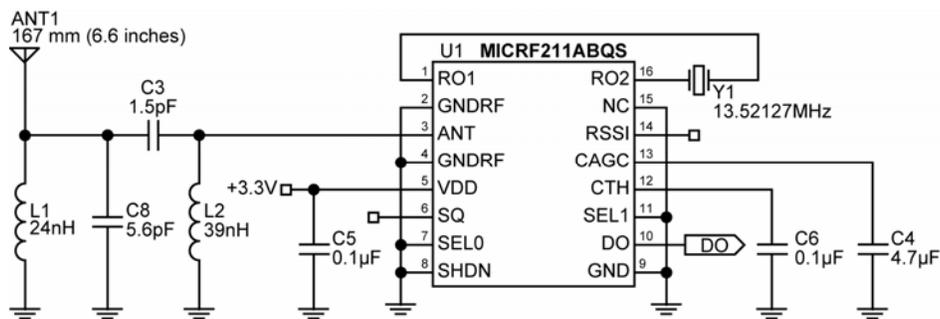 ANT1
167 mm (6.6 inches)
U1 MICRF211ABQS
1 RO1
RO2 16
2 GNDRF
NC 15
3 ANT
RSSI 14
4 GNDRF
CAGC 13
5 VDD
CTH 12
6 SQ
SEL1 11
7 SEL0
DO 10
8 SHDN
GND 9
Y1
13.52127MHz
C3
1.5pF
+3.3V
L1
24nH
C8
5.6pF
L2
39nH
C5
0.1µF
DO
C6
0.1µF
C4
4.7µF